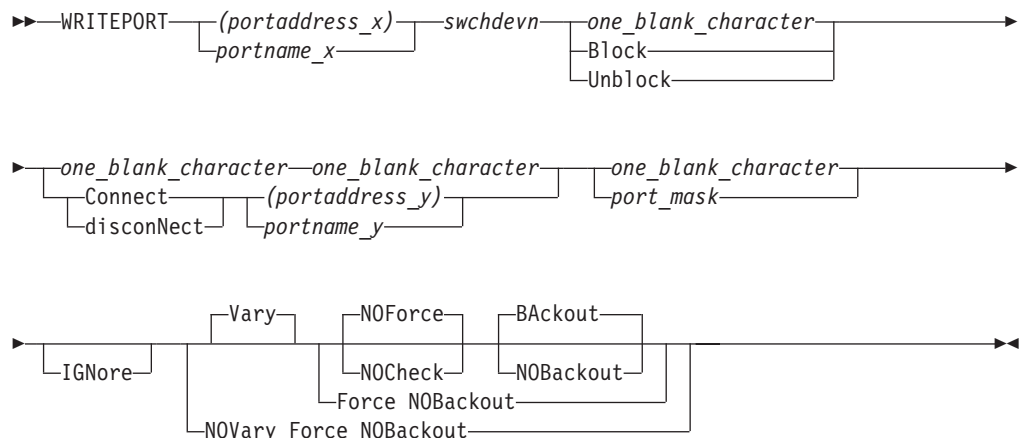 WRITEPORT (portaddress_x) swchdevn one_blank_character
portname_x Block
Unblock
one_blank_character one_blank_character one_blank_character
Connect (portaddress_y) port_mask
disconNect portname_y
Vary NOForce BAckout
IGNore NOCheck NOBackout
Force NOBackout
NOVary Force NOBackout